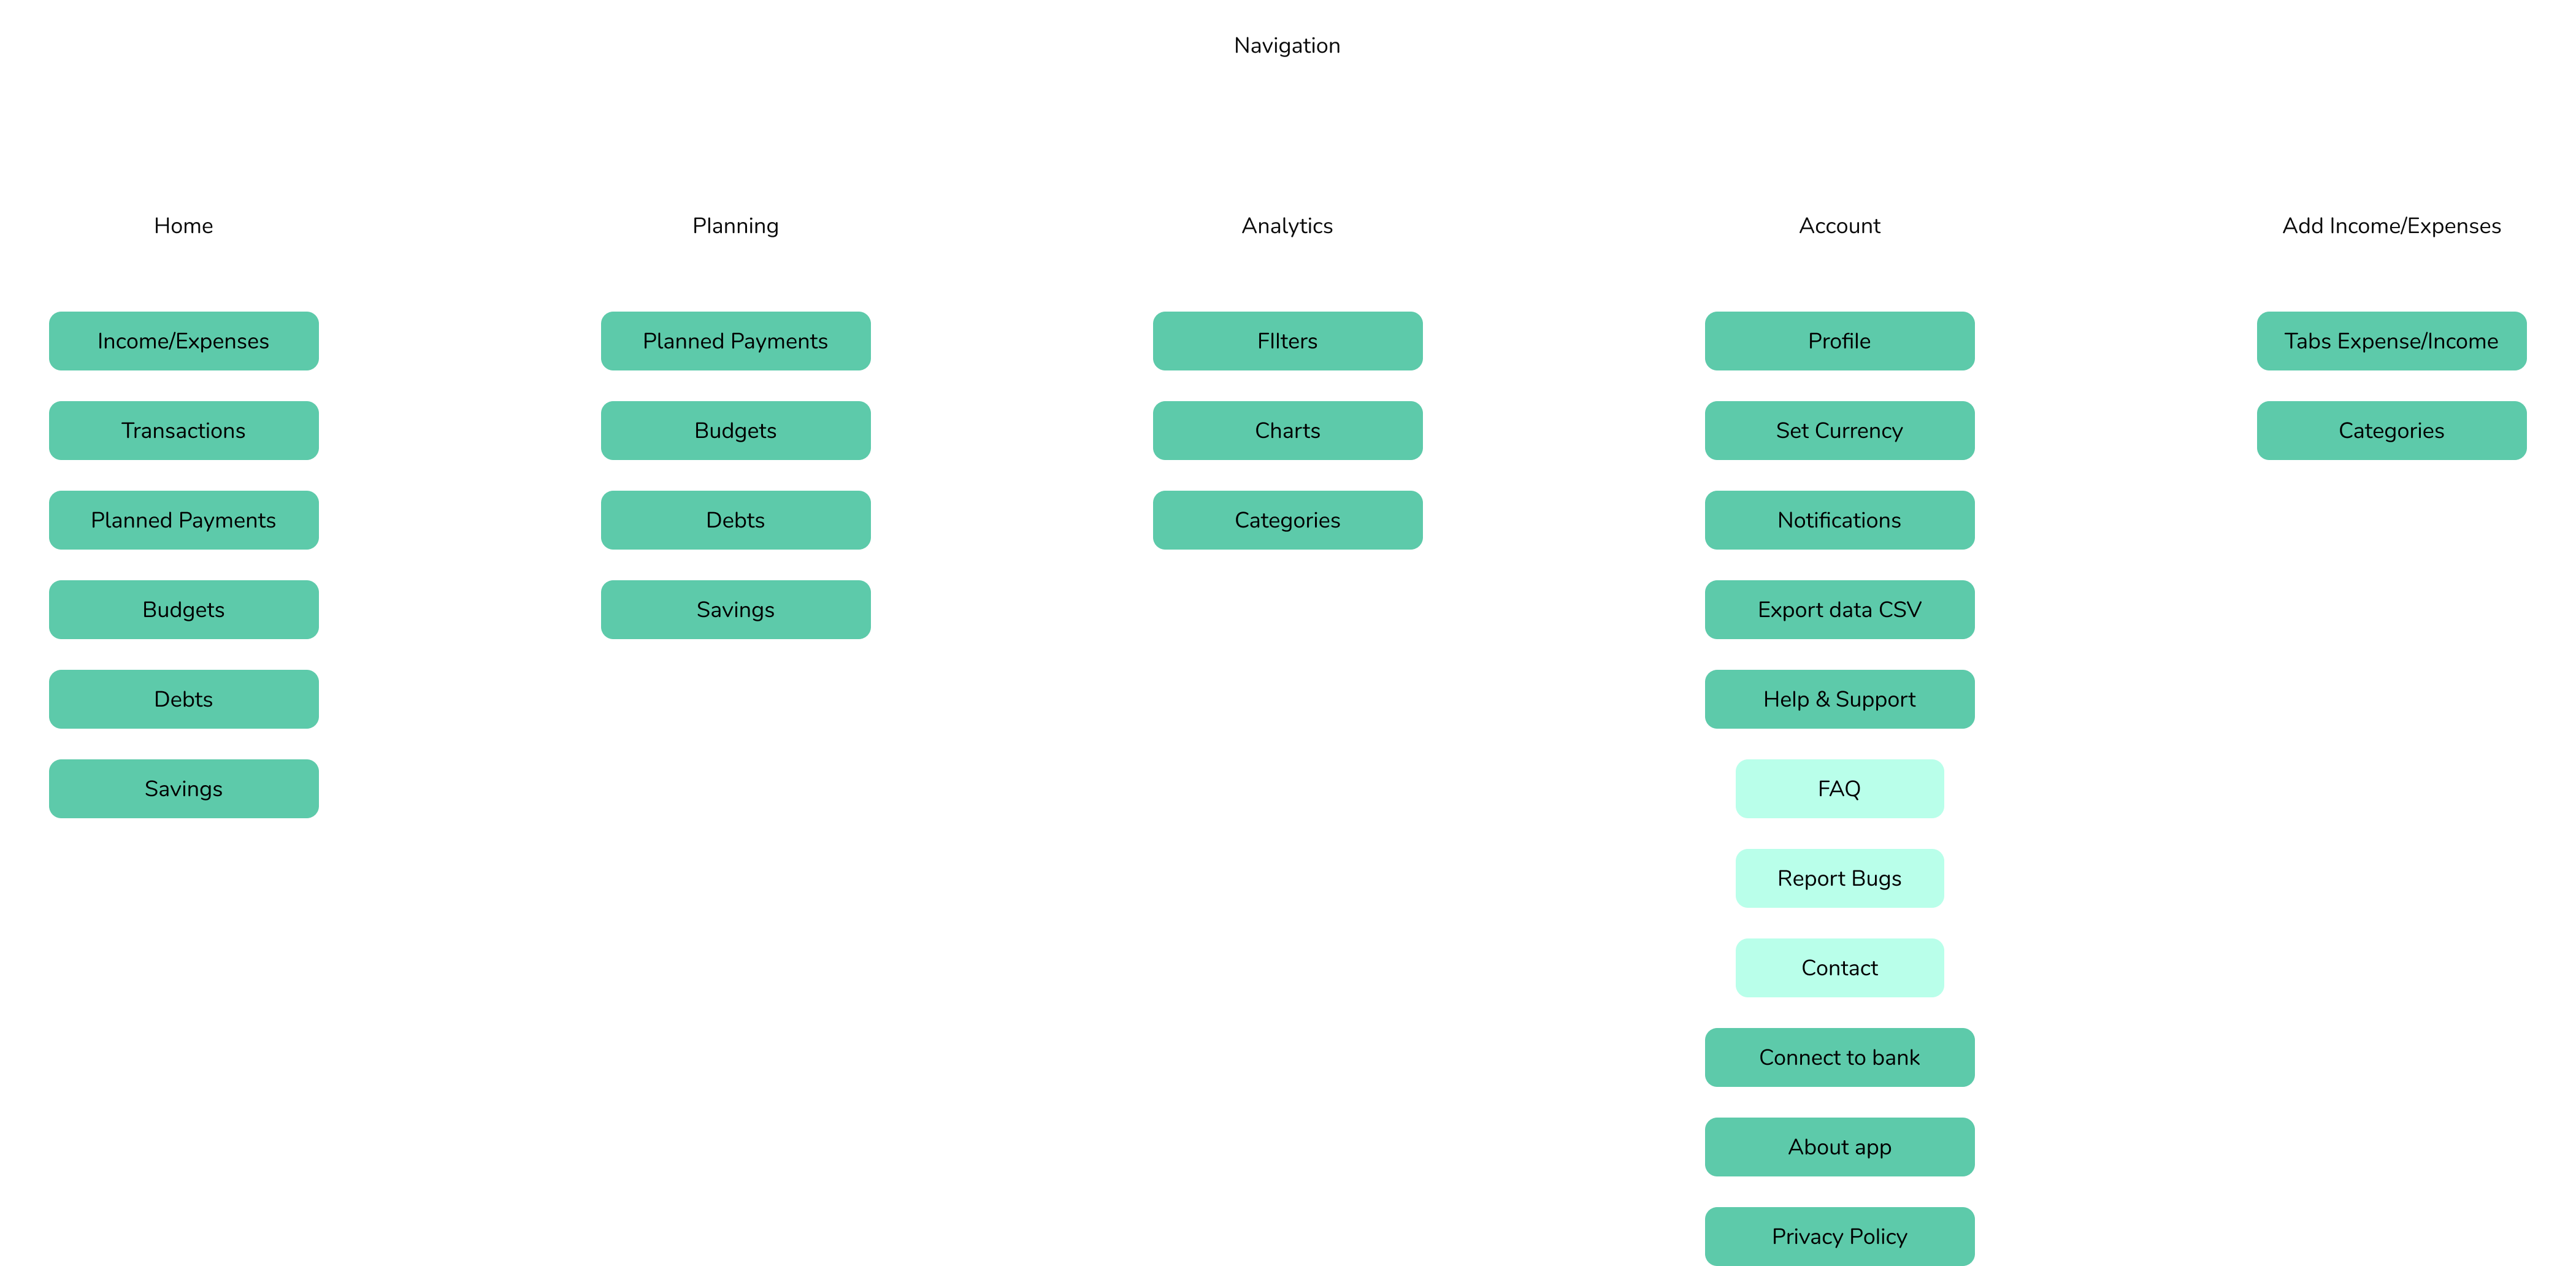 Navigation
Home
Planning
Analytics
Account
Add Income/Expenses
Income/Expenses
Transactions
Planned Payments
Budgets
Debts
Savings
Planned Payments
Budgets
Debts
Savings
FIlters
Charts
Categories
Profile
Set Currency
Notifications
Export data CSV
Help & Support
FAQ
Report Bugs
Contact
Connect to bank
About app
Privacy Policy
Tabs Expense/Income
Categories